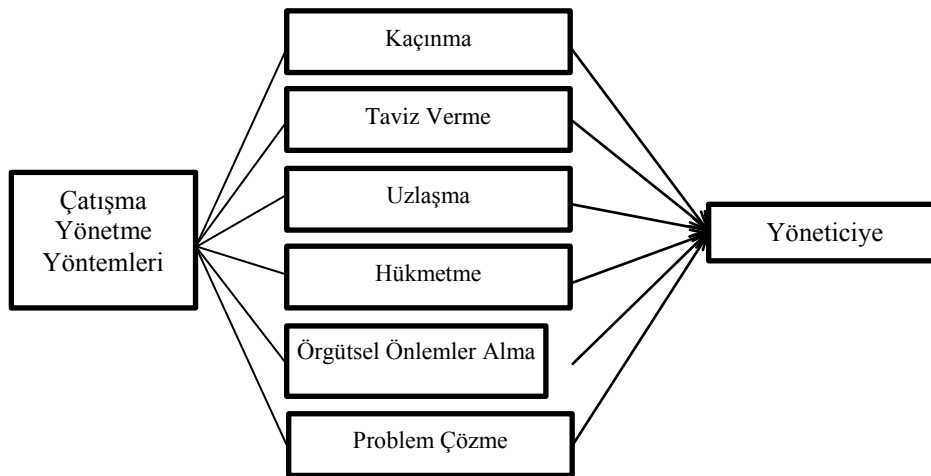 Çatışma
Yönetme
Yöntemleri
Kaçınma
Taviz Verme
Uzlaşma
Hükmetme
Örgütsel Önlemler Alma
Problem Çözme
Yöneticiye